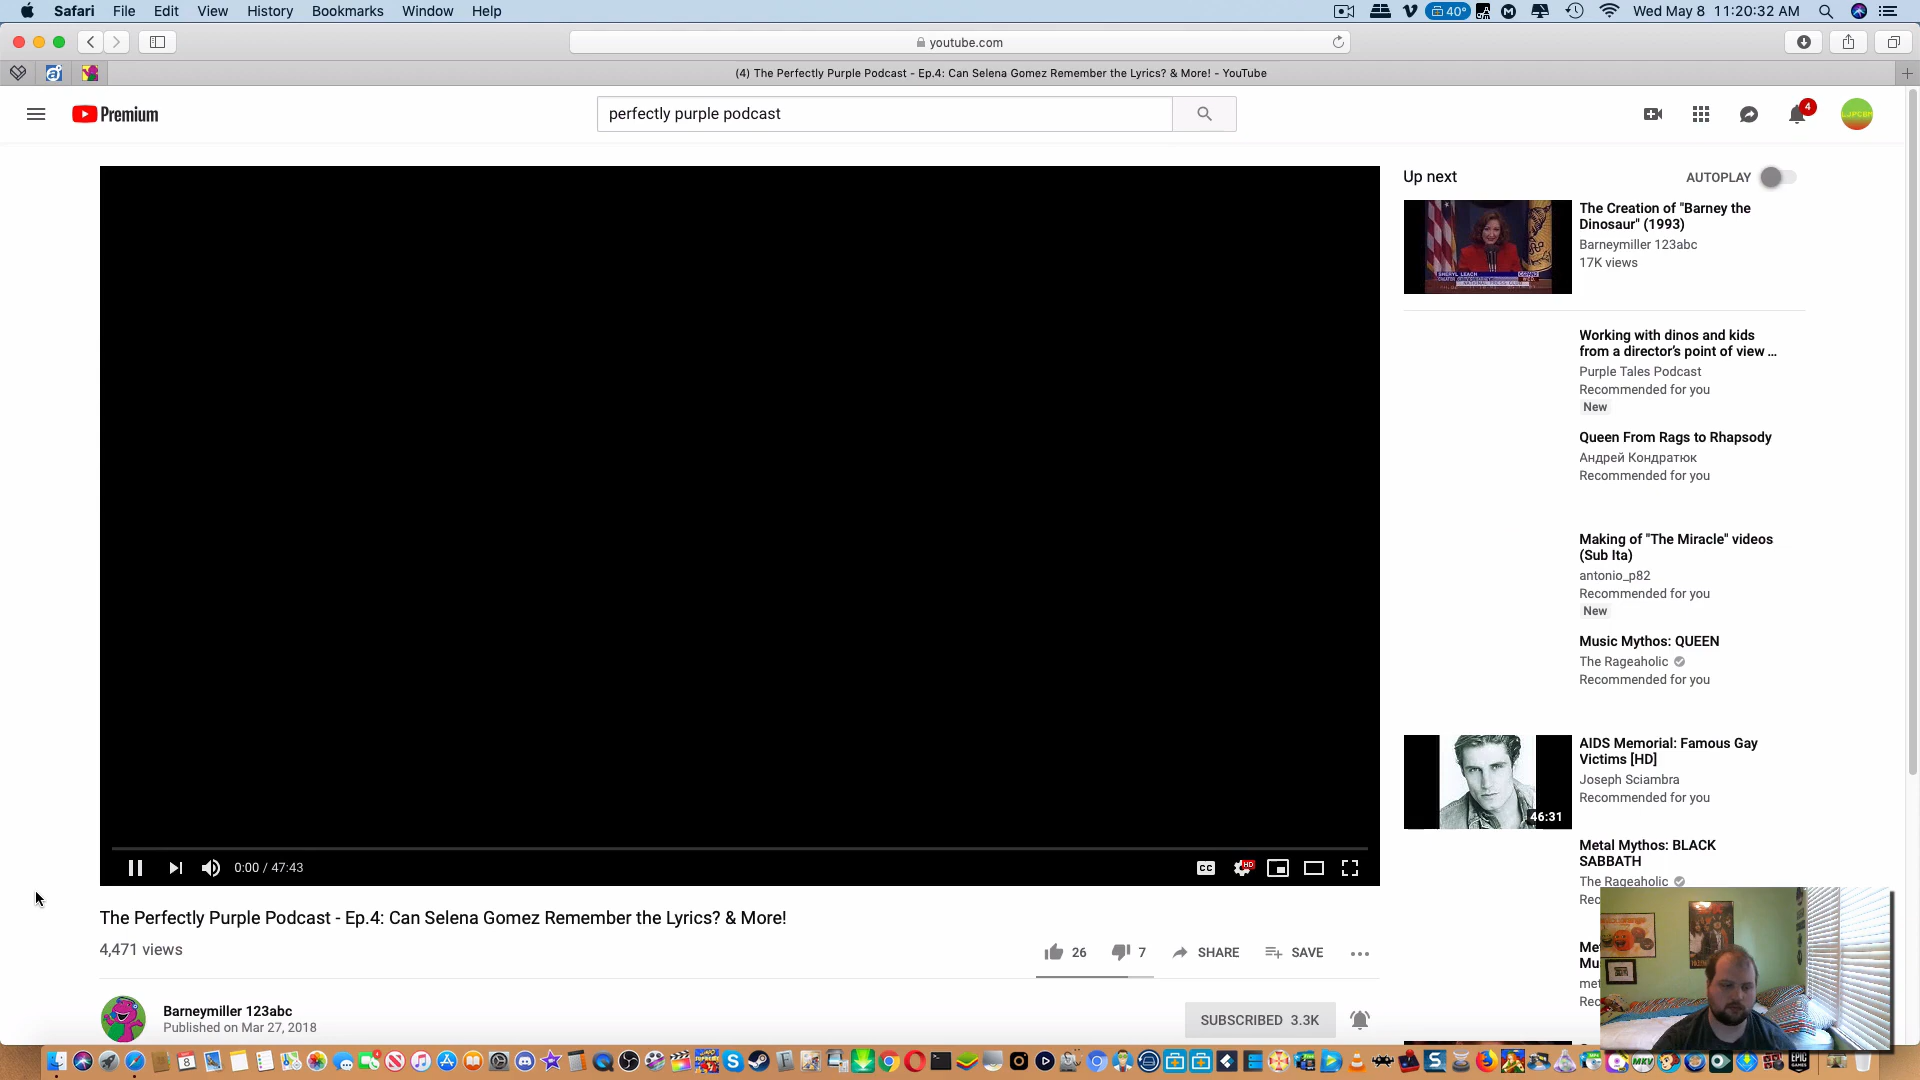 Safari File Edit View History Bookmarks Window Help
40°
Wed May 8 11:20:32 AM
youtube.com
(4) The Perfectly Purple Podcast - Ep.4: Can Selena Gomez Remember the Lyrics? & More! - YouTube
Premium
perfectly purple podcast
4
Up next
AUTOPLAY
The Creation of "Barney the
Dinosaur" (1993)
Barneymiller 123abc
17K views
SHERYL LEACH
Working with dinos and kids
from a director's point of view ...
Purple Tales Podcast
Recommended for you
New
Queen From Rags to Rhapsody
Андрей Кондратюк
Recommended for you
Making of "The Miracle" videos
(Sub Ita)
antonio_p82
Recommended for you
New
Music Mythos: QUEEN
The Rageaholic
Recommended for you
AIDS Memorial: Famous Gay
Victims [HD]
Joseph Sciambra
Recommended for you
46:31
Metal Mythos: BLACK
SABBATH
The Rageaholic
0:00 / 47:43
CC
HD
The Perfectly Purple Podcast - Ep.4: Can Selena Gomez Remember the Lyrics? & More!
4,471 views
26
7
SHARE
SAVE
Barneymiller 123abc
Published on Mar 27, 2018
SUBSCRIBED 3.3K